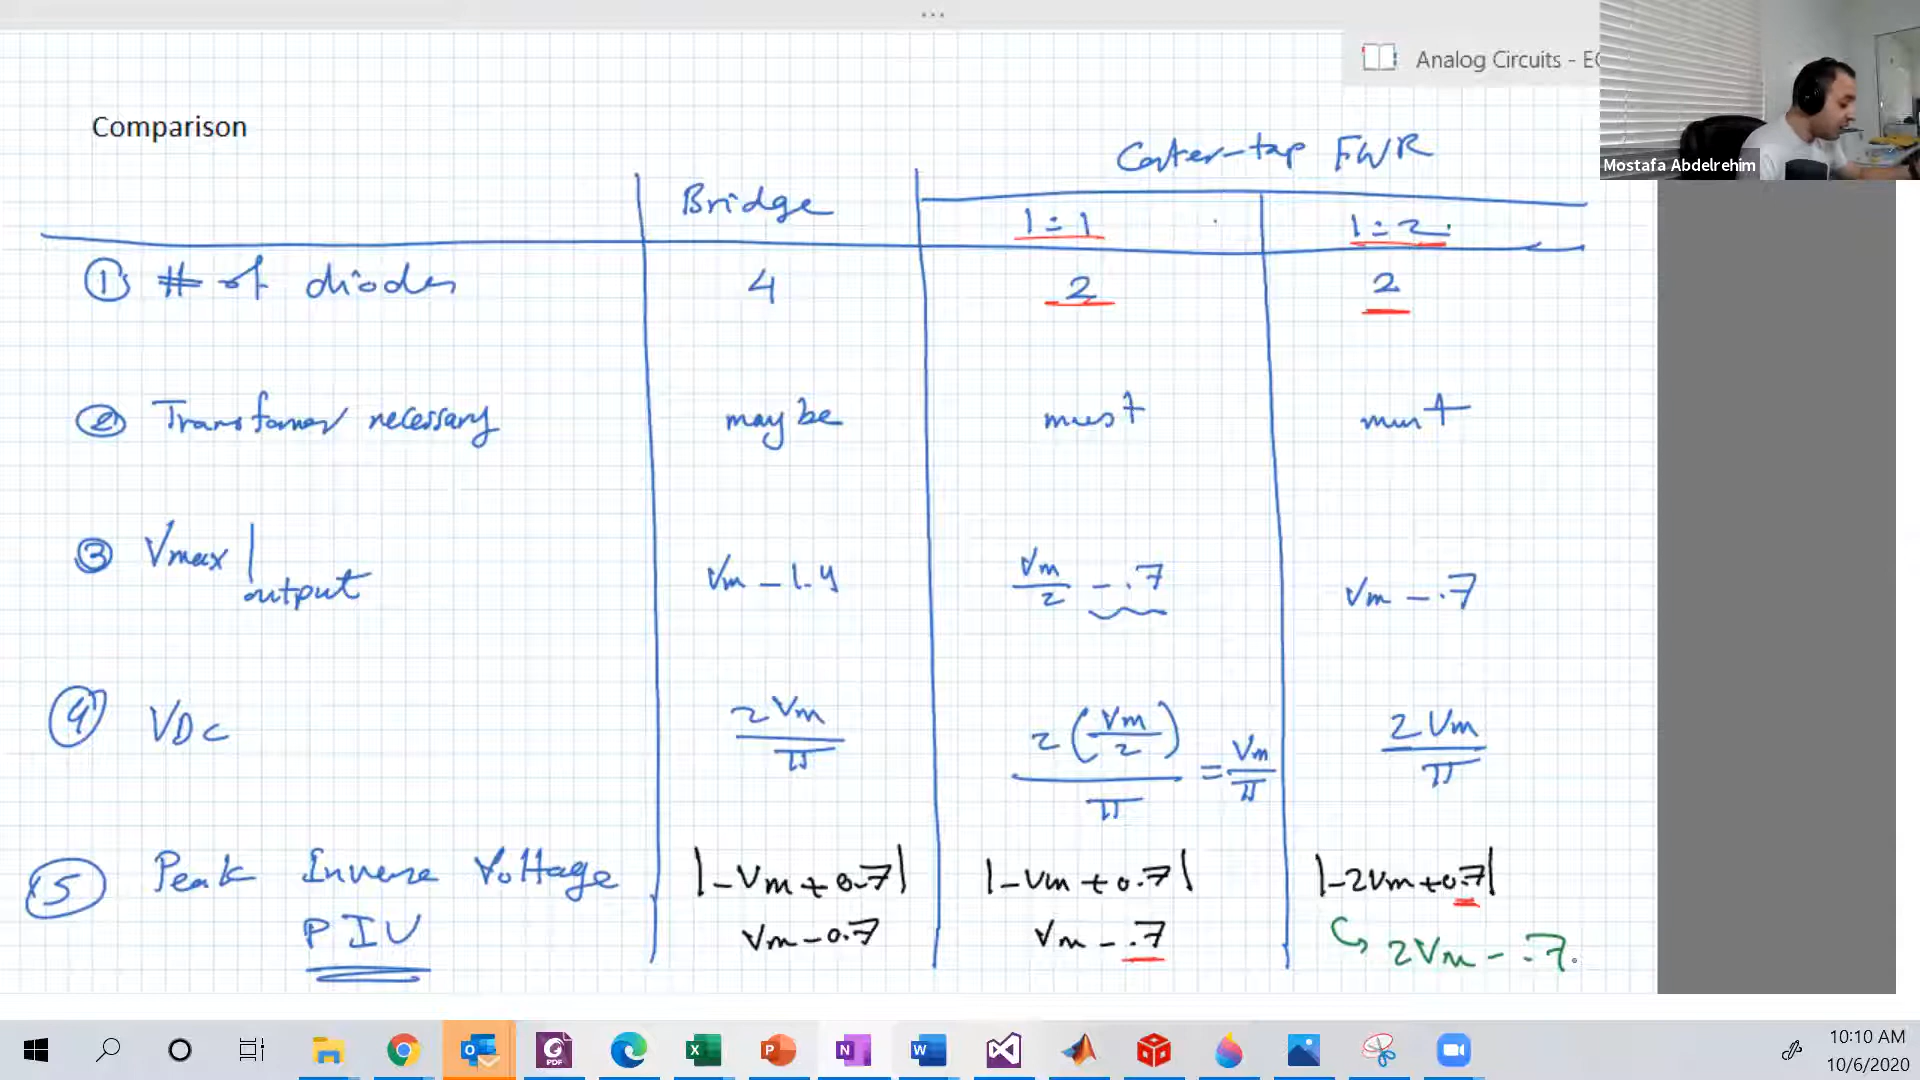 ...
Analog Circuits - EC
Mostafa Abdelrehim
Comparison
Center-tap FWR
Bridge 1:1 1:2
① # of diodes 4 2 2
② Transformer necessary maybe must must
③ Vmax | output Vm - 1.4 Vm/2 - .7 Vm - .7
④ VDC 2Vm/π 2(Vm/2)/π = Vm/π 2Vm/π
⑤ Peak Inverse Voltage |-Vm + 0.7| |-Vm + 0.7| |-2Vm + 0.7|
PIV Vm - 0.7 Vm - .7 ↪ 2Vm - .7
10:10 AM
10/6/2020